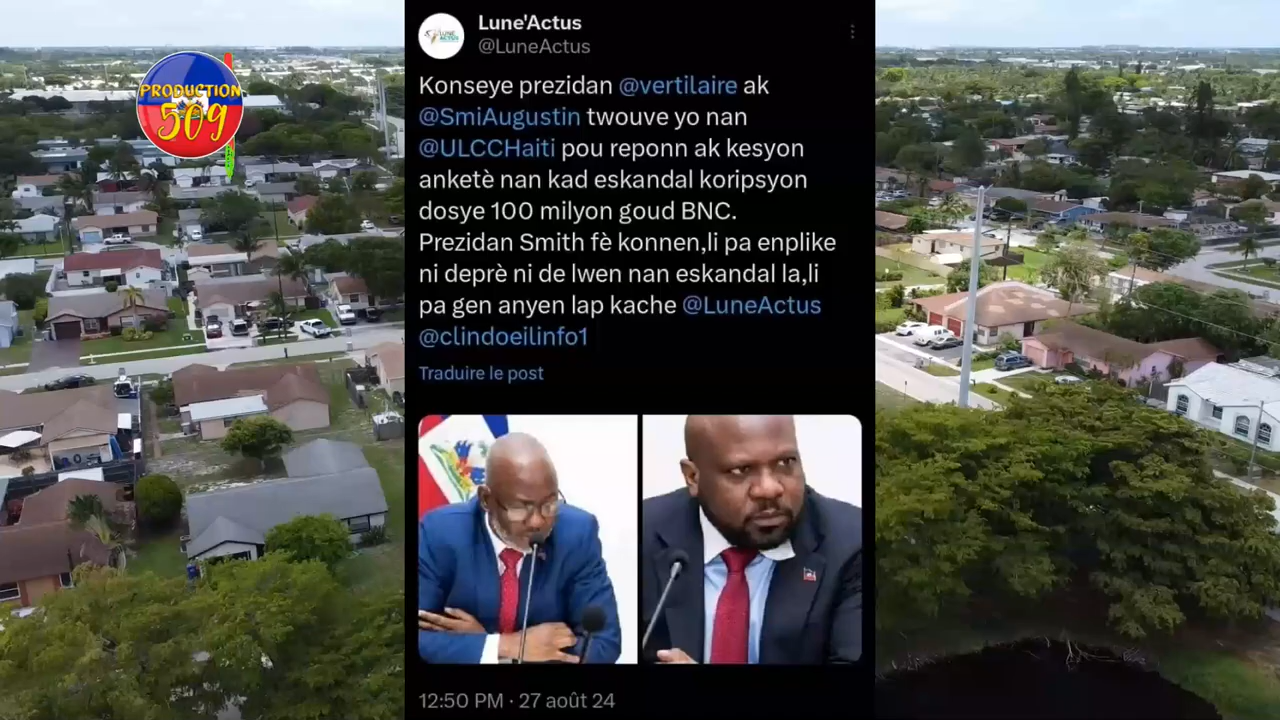 PRODUCTION
509
Lune'Actus
@LuneActus
Konseye prezidan @vertilaire ak
@SmiAugustin twouve yo nan
@ULCCHaiti pou reponn ak kesyon
anketè nan kad eskandal koripsyon
dosye 100 milyon goud BNC.
Prezidan Smith fè konnen,li pa enplike
ni deprè ni de lwen nan eskandal la,li
pa gen anyen lap kache @LuneActus
@clindoeilinfo1
Traduire le post
12:50 PM · 27 août 24